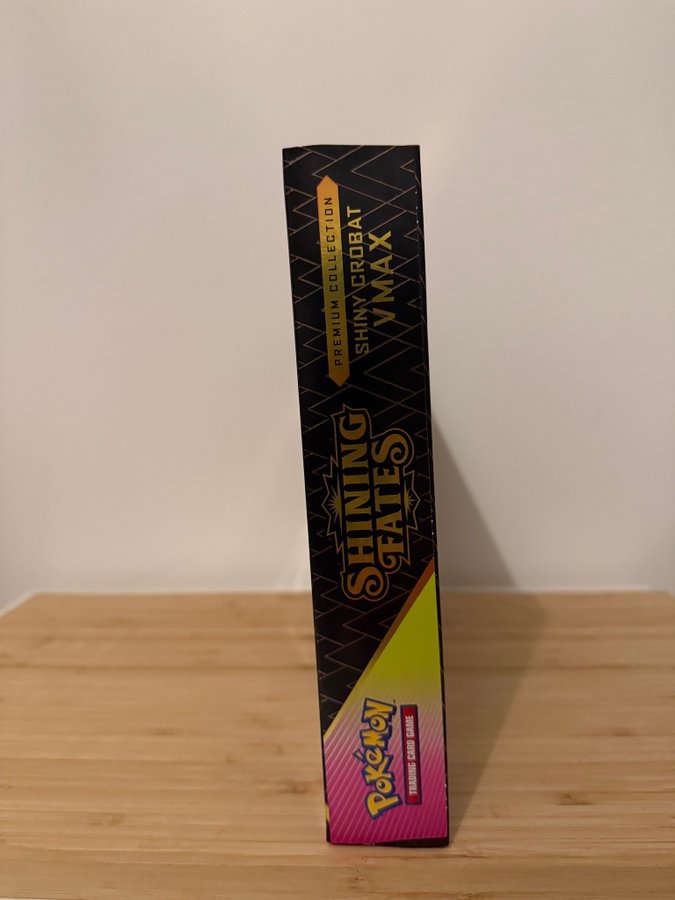 PREMIUM COLLECTION
SHINY CROBAT
VMAX
SHINING
FATES
POKéMON
TRADING CARD GAME